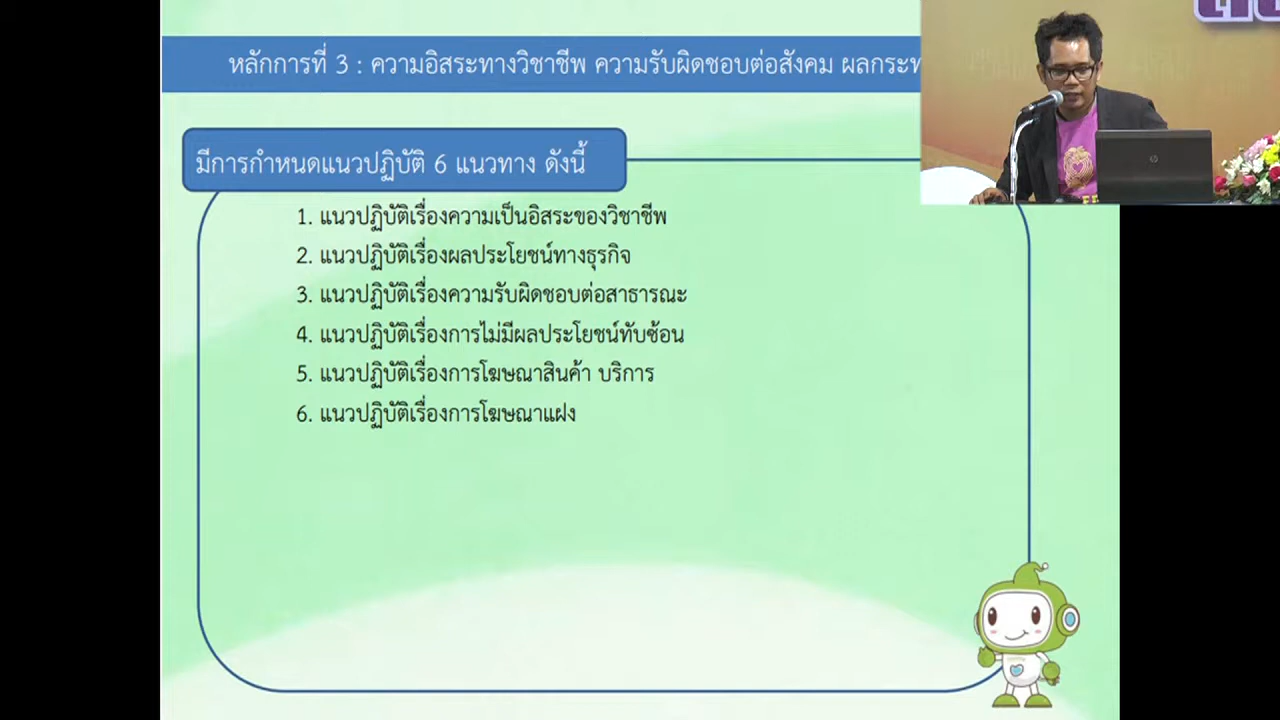 หลักการที่ 3 : ความอิสระทางวิชาชีพ ความรับผิดชอบต่อสังคม
มีการกำหนดแนวปฏิบัติ 6 แนวทาง ดังนี้
1. แนวปฏิบัติเรื่องความเป็นอิสระของวิชาชีพ
2. แนวปฏิบัติเรื่องผลประโยชน์ทางธุรกิจ
3. แนวปฏิบัติเรื่องความรับผิดชอบต่อสาธารณะ
4. แนวปฏิบัติเรื่องการไม่มีผลประโยชน์ทับซ้อน
5. แนวปฏิบัติเรื่องการโฆษณาสินค้า บริการ
6. แนวปฏิบัติเรื่องการโฆษณาแฝง